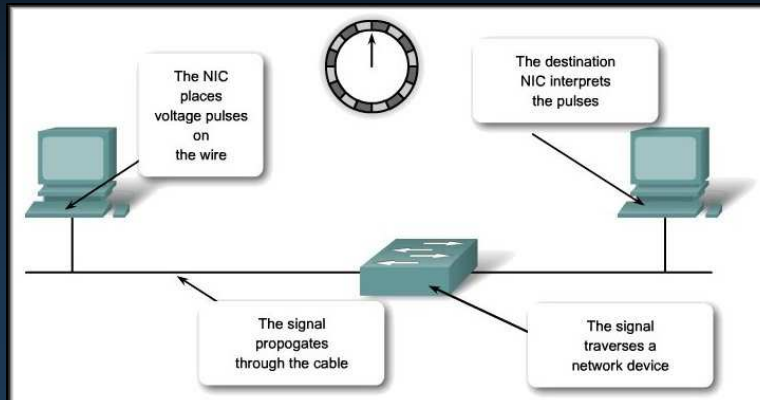 The NIC
places
voltage pulses
on
the wire
The destination
NIC interprets
the pulses
The signal
propogates
through the cable
The signal
traverses a
network device